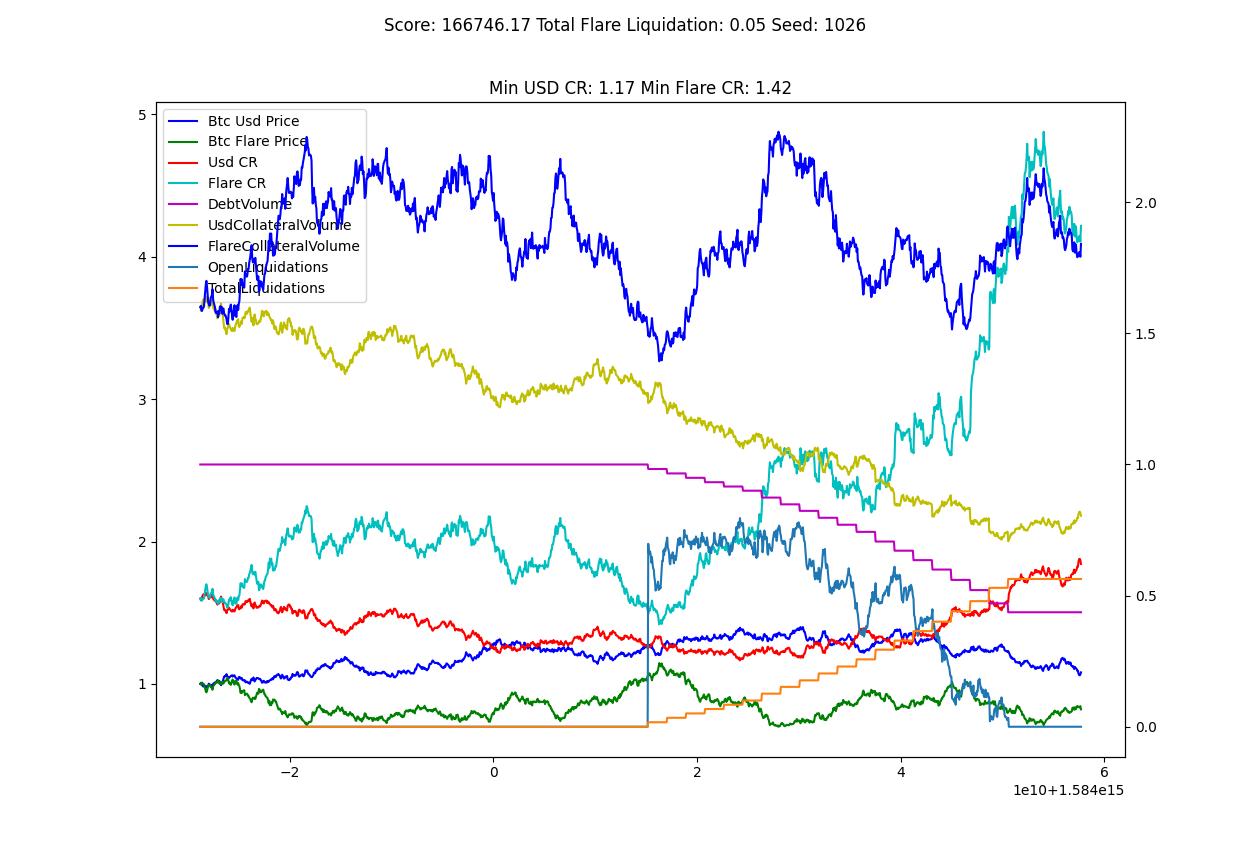 Score: 166746.17 Total Flare Liquidation: 0.05 Seed: 1026
Min USD CR: 1.17 Min Flare CR: 1.42
Btc Usd Price
Btc Flare Price
Usd CR
Flare CR
DebtVolume
UsdCollateralVolume
FlareCollateralVolume
OpenLiquidations
TotalLiquidations
5
4
3
2
1
2.0
1.5
1.0
0.5
0.0
−2
0
2
4
6
1e10+1.584e15